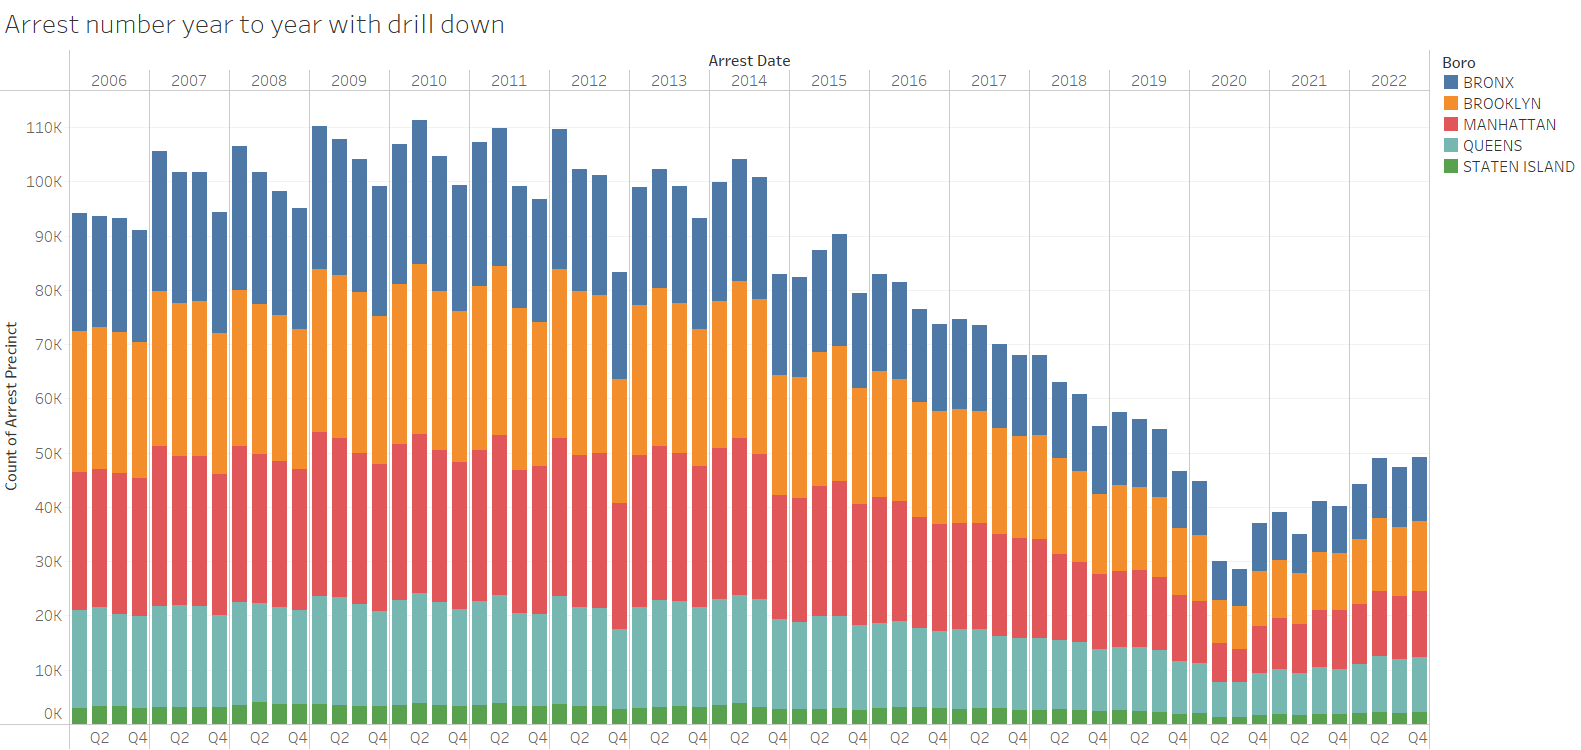 Arrest number year to year with drill down
Arrest Date
2006 2007 2008 2009 2010 2011 2012 2013 2014 2015 2016 2017 2018 2019 2020 2021 2022
Boro
BRONX
BROOKLYN
MANHATTAN
QUEENS
STATEN ISLAND
Count of Arrest Precinct
110K
100K
90K
80K
70K
60K
50K
40K
30K
20K
10K
0K
Q2 Q4 Q2 Q4 Q2 Q4 Q2 Q4 Q2 Q4 Q2 Q4 Q2 Q4 Q2 Q4 Q2 Q4 Q2 Q4 Q2 Q4 Q2 Q4 Q2 Q4 Q2 Q4 Q2 Q4 Q2 Q4 Q2 Q4